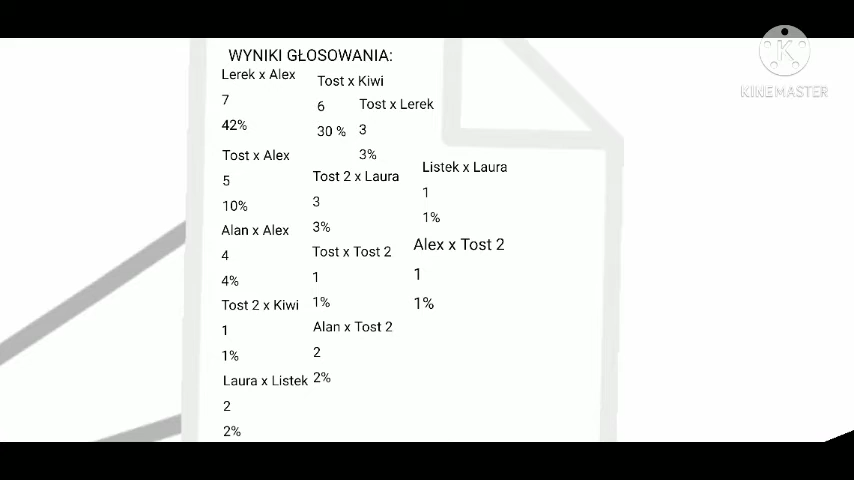 WYNIKI GŁOSOWANIA:
Lerek x Alex
7
42%
Tost x Alex
5
10%
Alan x Alex
4
4%
Tost 2 x Kiwi
1
1%
Laura x Listek
2
2%
Tost x Kiwi
6
30 %
Tost x Lerek
3
3%
Tost 2 x Laura
3
3%
Tost x Tost 2
1
1%
Alan x Tost 2
2
2%
Listek x Laura
1
1%
Alex x Tost 2
1
1%
K
KINEMASTER